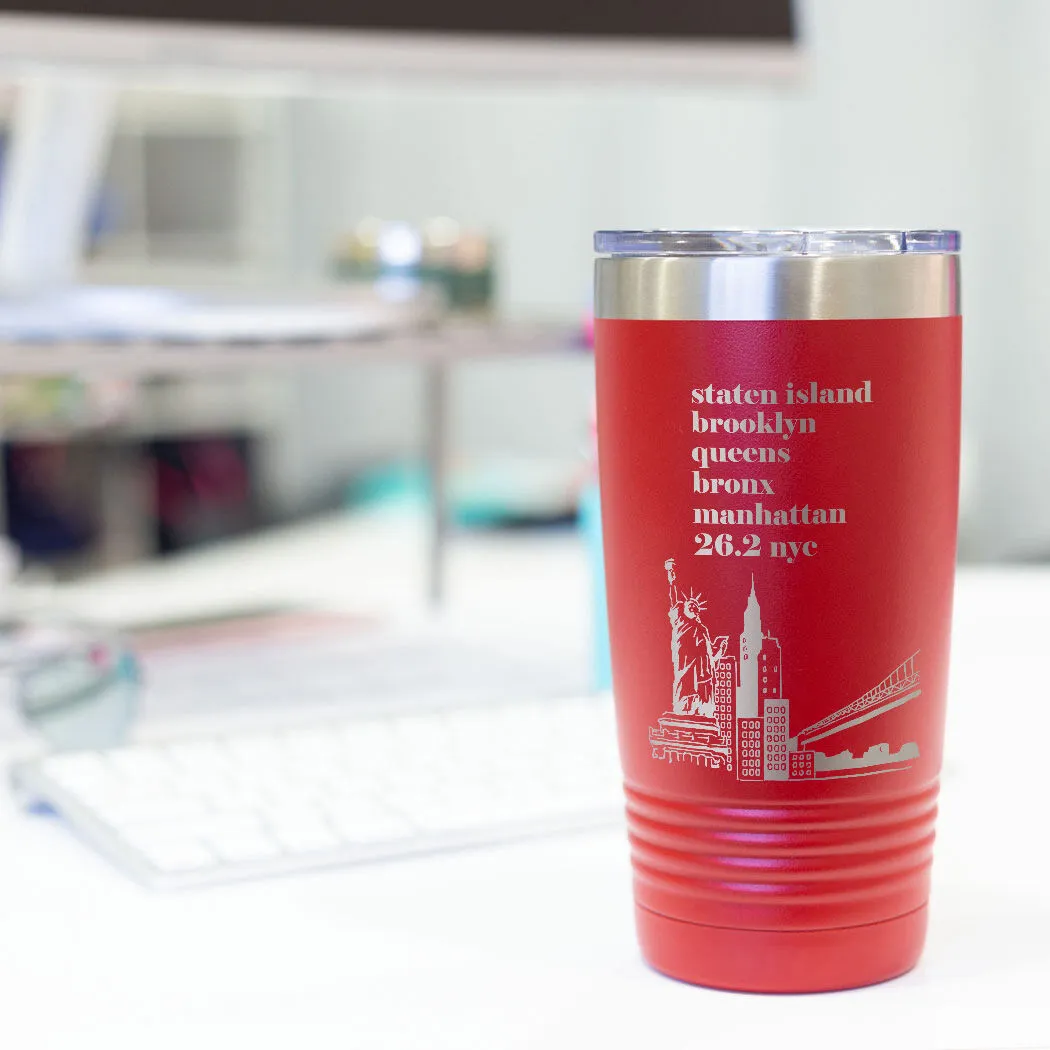 staten island
brooklyn
queens
bronx
manhattan
26.2 nyc